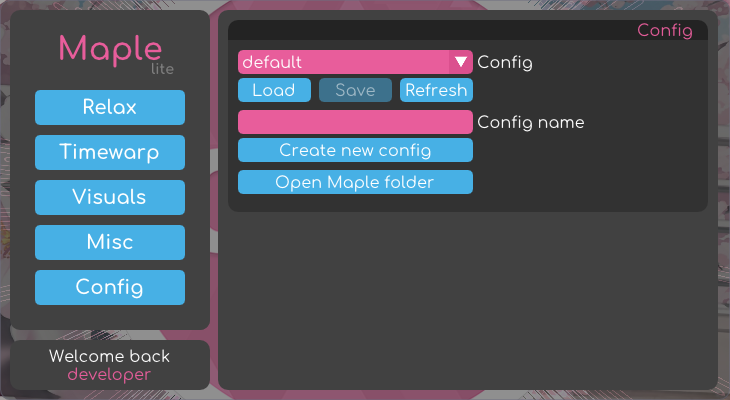 Maple
lite
Relax
Timewarp
Visuals
Misc
Config
Welcome back
developer
Config
default Config
Load Save Refresh
Config name
Create new config
Open Maple folder